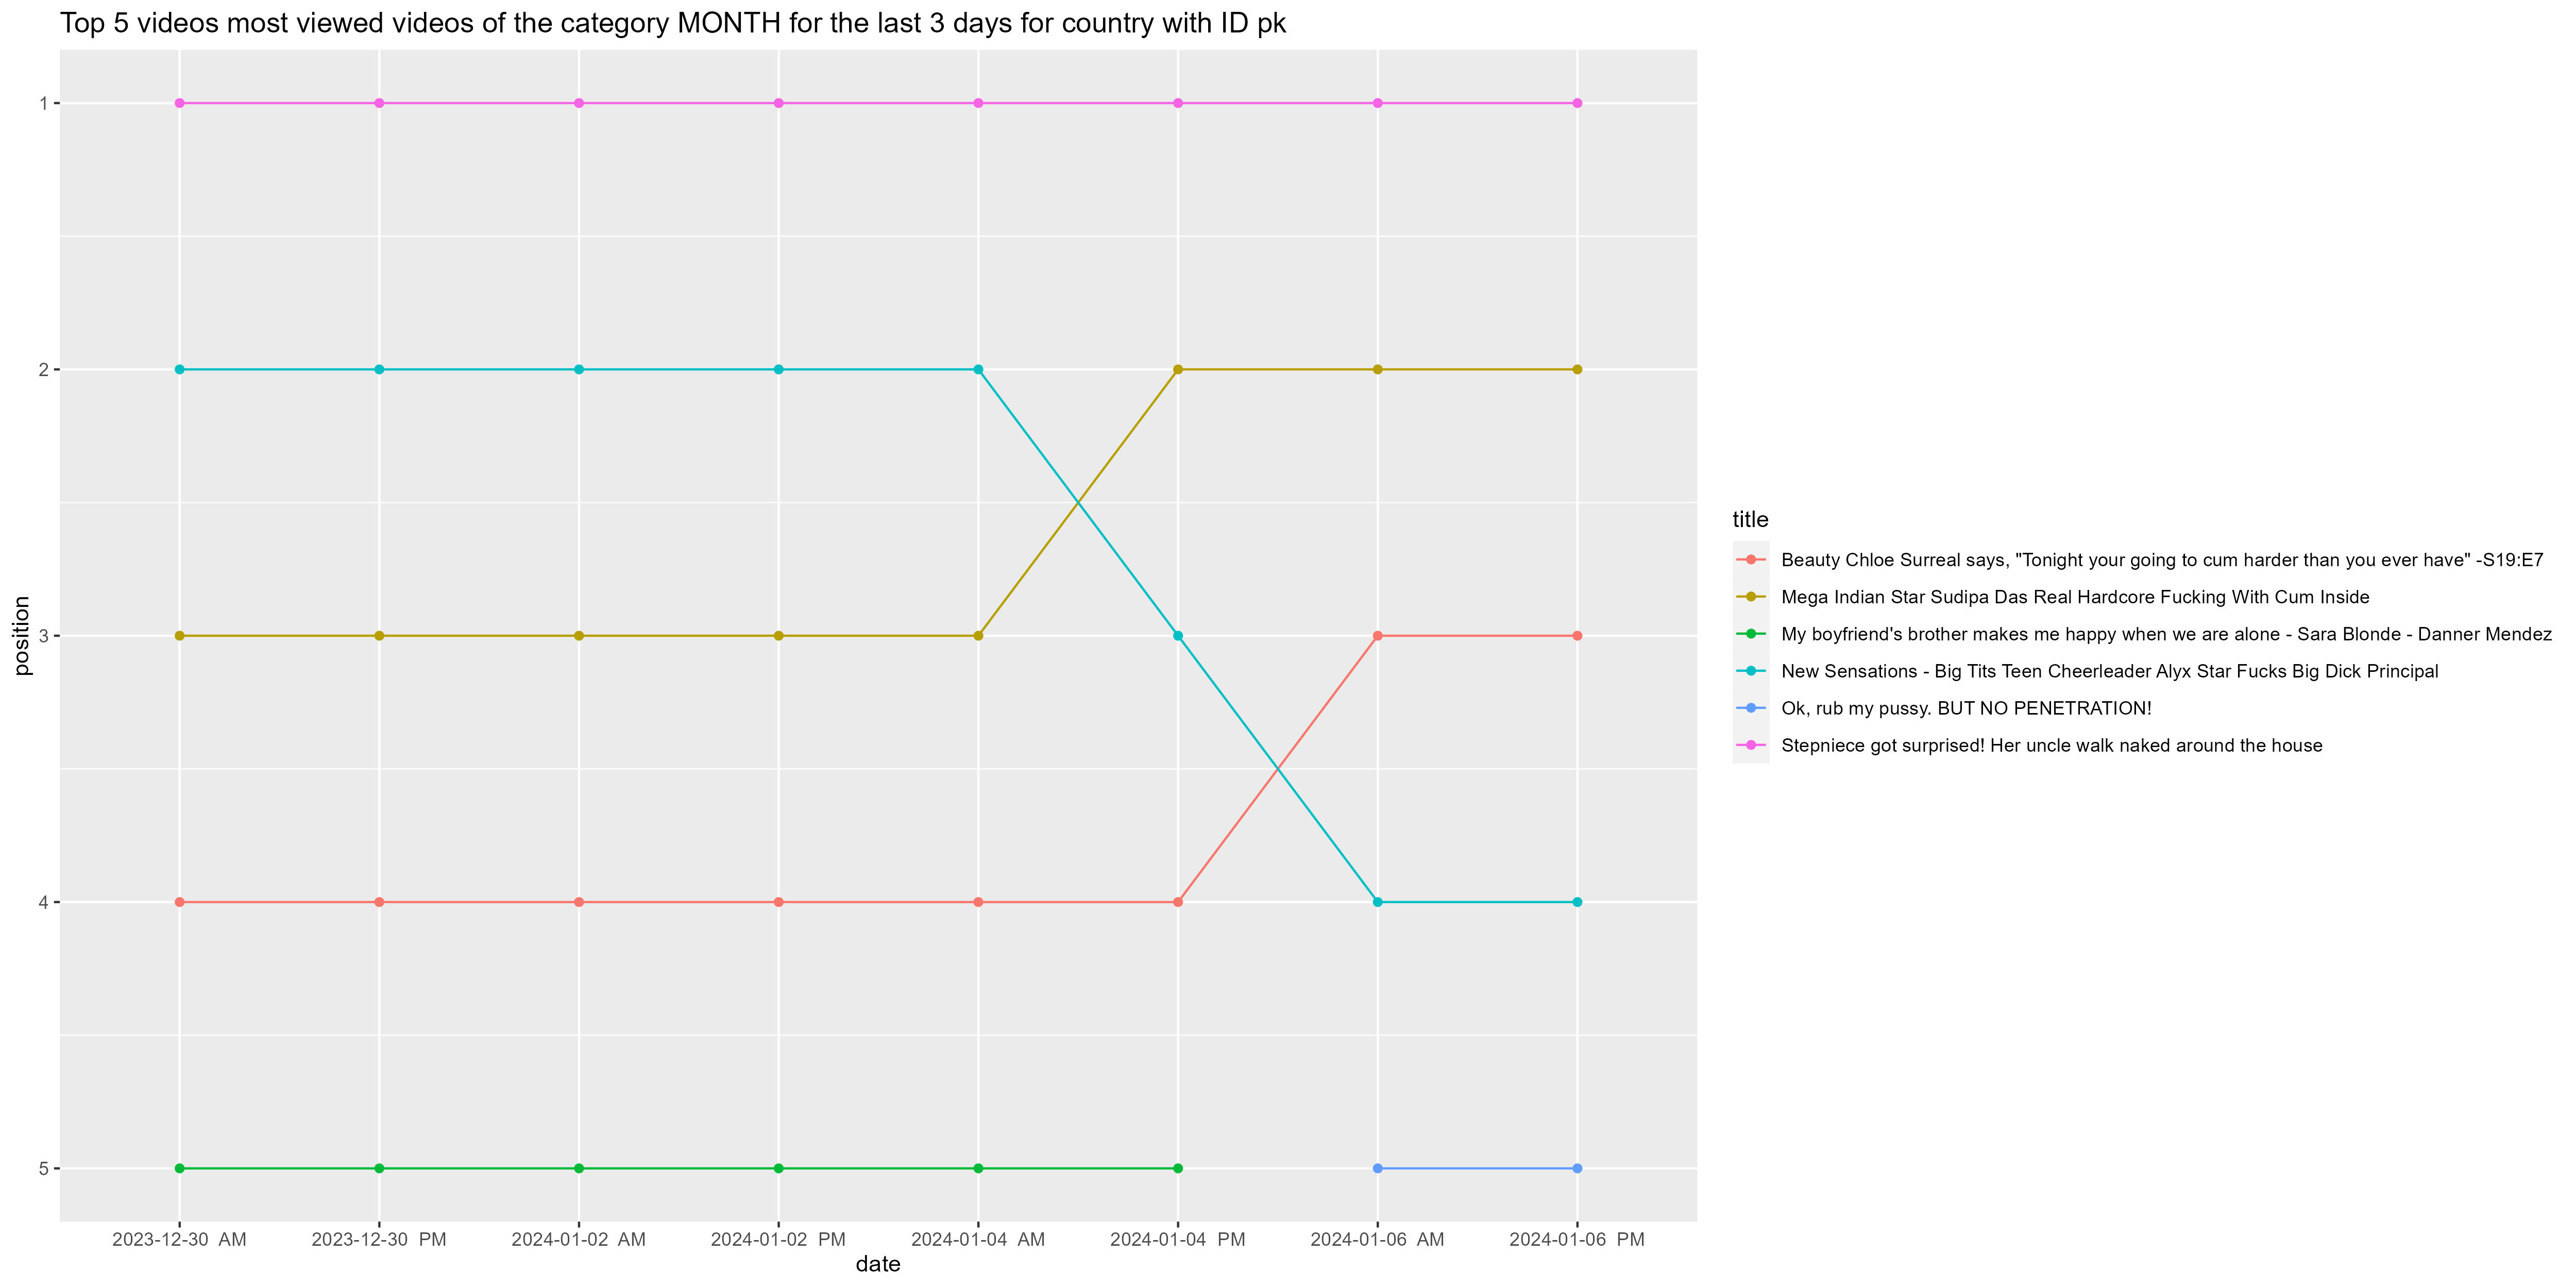 Top 5 videos most viewed videos of the category MONTH for the last 3 days for country with ID pk
1
2
3
4
5
position
2023-12-30 AM
2023-12-30 PM
2024-01-02 AM
2024-01-02 PM
2024-01-04 AM
2024-01-04 PM
2024-01-06 AM
2024-01-06 PM
date
title
Beauty Chloe Surreal says, "Tonight your going to cum harder than you ever have" -S19:E7
Mega Indian Star Sudipa Das Real Hardcore Fucking With Cum Inside
My boyfriend's brother makes me happy when we are alone - Sara Blonde - Danner Mendez
New Sensations - Big Tits Teen Cheerleader Alyx Star Fucks Big Dick Principal
Ok, rub my pussy. BUT NO PENETRATION!
Stepniece got surprised! Her uncle walk naked around the house